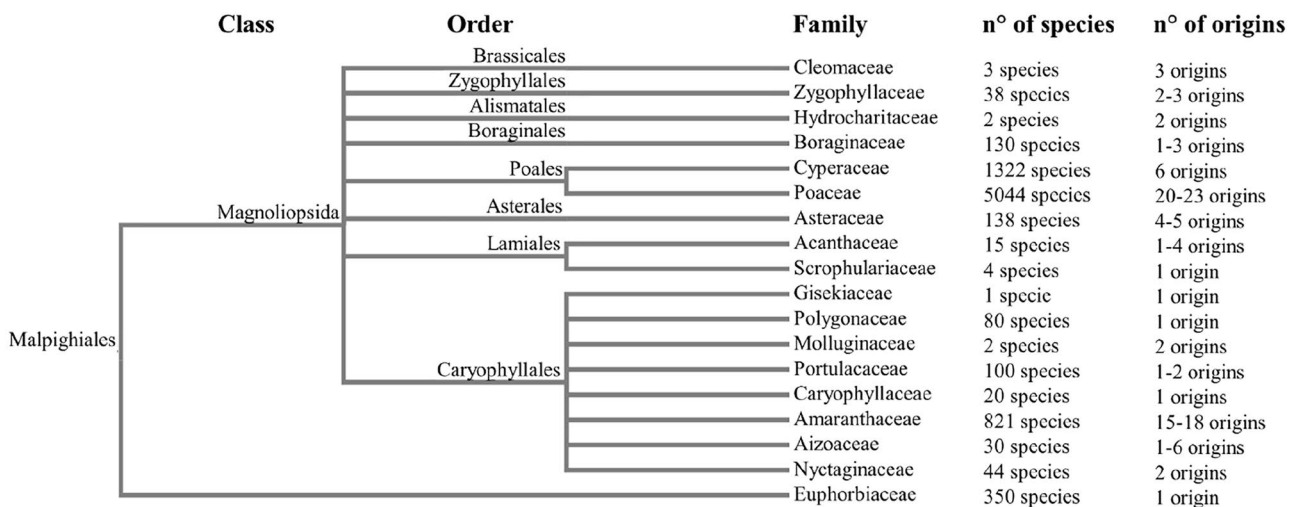 Class Order Family n° of species n° of origins
Brassicales
Cleomaceae 3 species 3 origins
Zygophyllales
Zygophyllaceae 38 species 2-3 origins
Alismatales
Hydrocharitaceae 2 species 2 origins
Boraginales
Boraginaceae 130 species 1-3 origins
Poales
Cyperaceae 1322 species 6 origins
Poaceae 5044 species 20-23 origins
Magnoliopsida
Asterales
Asteraceae 138 species 4-5 origins
Lamiales
Acanthaceae 15 species 1-4 origins
Scrophulariaceae 4 species 1 origin
Gisekiaceae 1 specie 1 origin
Polygonaceae 80 species 1 origin
Malpighiales
Molluginaceae 2 species 2 origins
Caryophyllales
Portulacaceae 100 species 1-2 origins
Caryophyllaceae 20 species 1 origins
Amaranthaceae 821 species 15-18 origins
Aizoaceae 30 species 1-6 origins
Nyctaginaceae 44 species 2 origins
Euphorbiaceae 350 species 1 origin